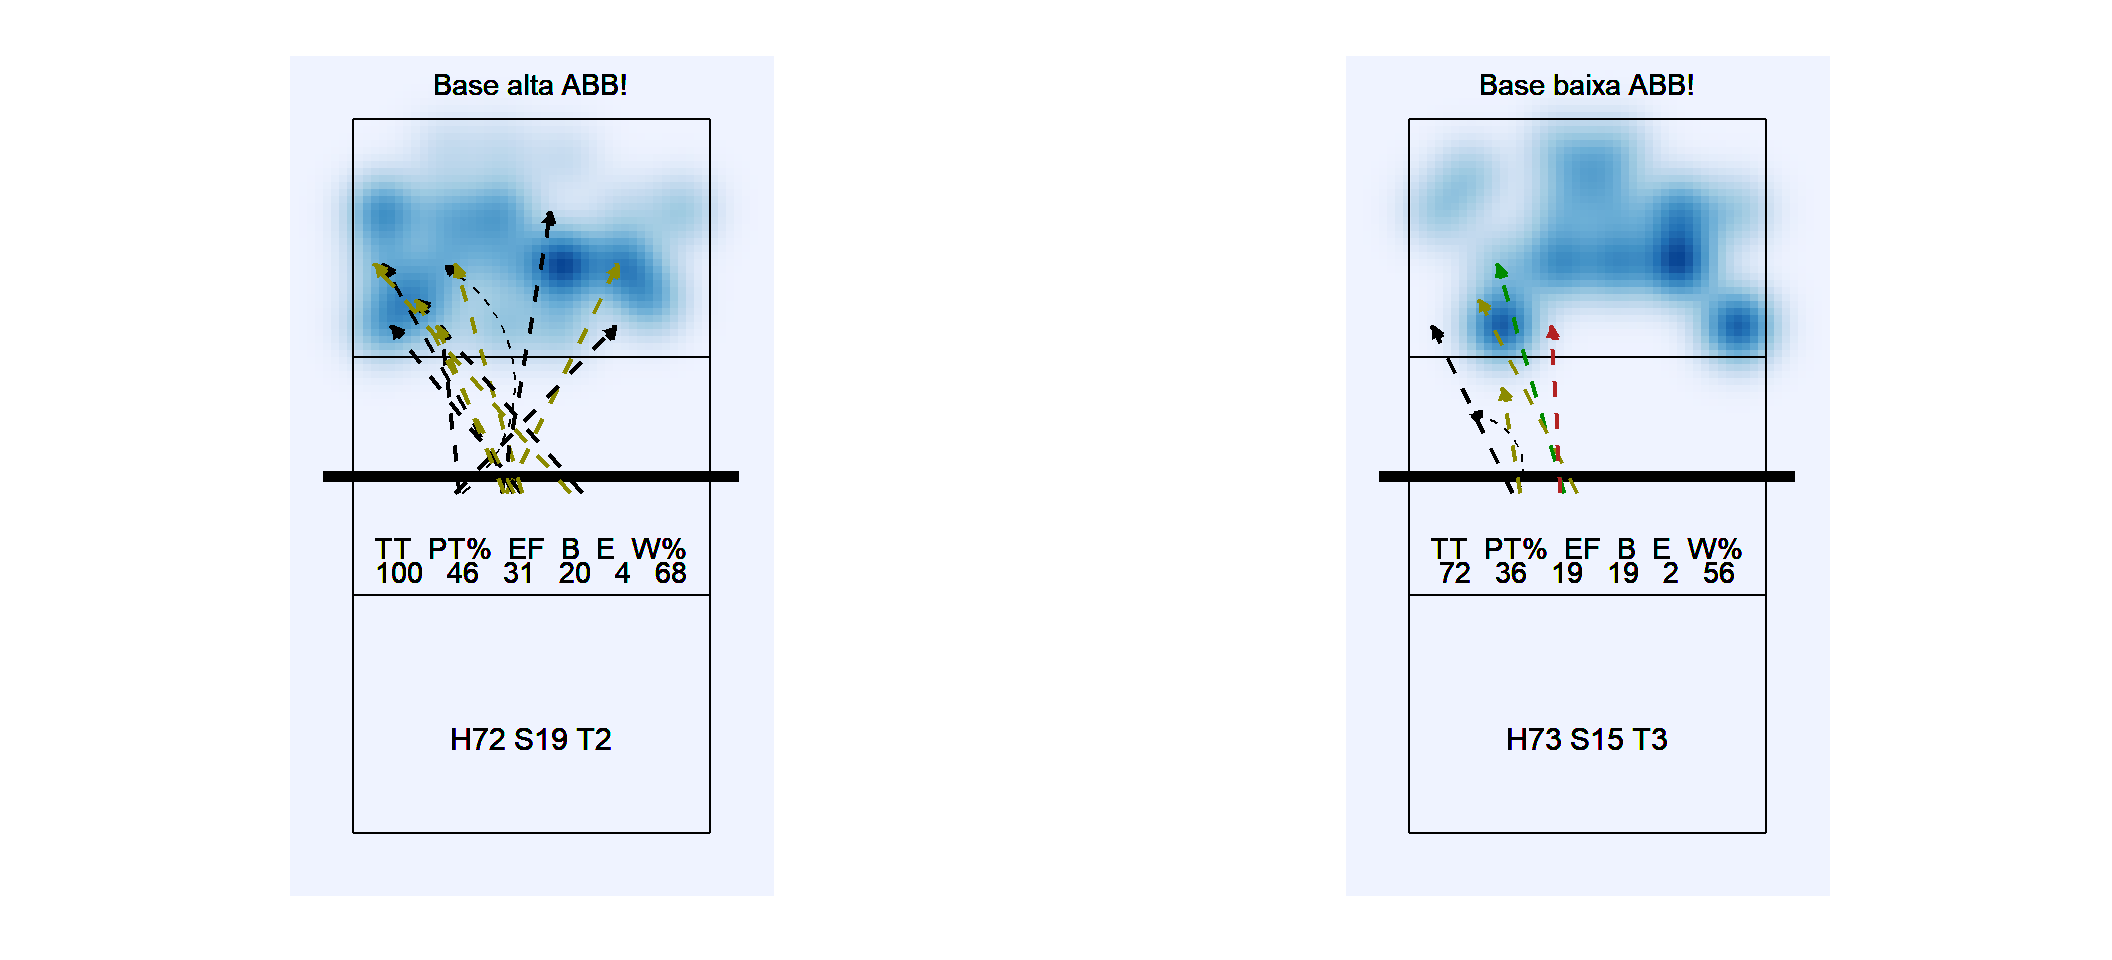 Base alta ABB!
TT PT% EF B E W%
100 46 31 20 4 68
H72 S19 T2
Base baixa ABB!
TT PT% EF B E W%
72 36 19 19 2 56
H73 S15 T3